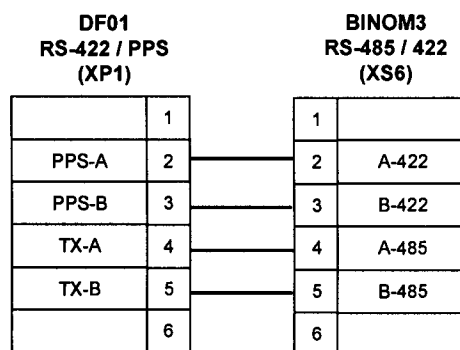 DF01 BINOM3
RS-422 / PPS RS-485 / 422
(XP1) (XS6)
1 1
PPS-A 2 2 A-422
PPS-B 3 3 B-422
TX-A 4 4 A-485
TX-B 5 5 B-485
6 6